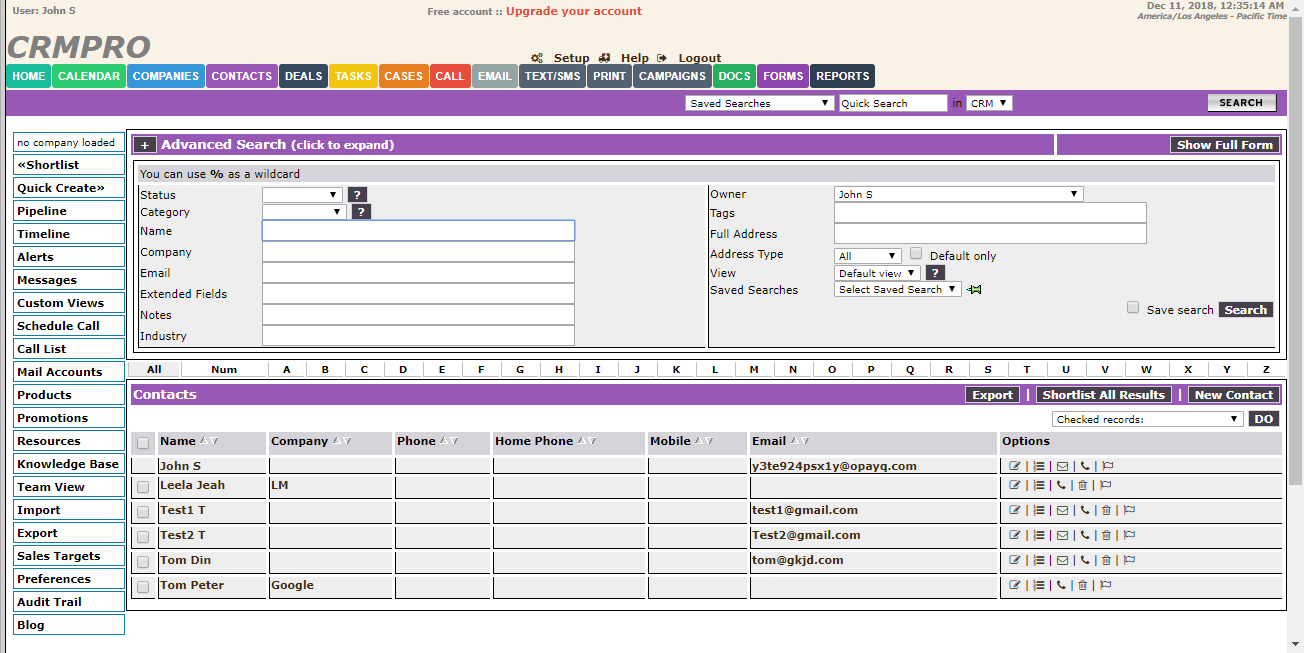 User: John S
Free account :: Upgrade your account
Dec 11, 2018, 12:35:14 AM
America/Los Angeles - Pacific Time
CRMPRO
Setup Help Logout
HOME CALENDAR COMPANIES CONTACTS DEALS TASKS CASES CALL EMAIL TEXT/SMS PRINT CAMPAIGNS DOCS FORMS REPORTS
Saved Searches Quick Search in CRM SEARCH
no company loaded
«Shortlist
Quick Create»
Pipeline
Timeline
Alerts
Messages
Custom Views
Schedule Call
Call List
Mail Accounts
Products
Promotions
Resources
Knowledge Base
Team View
Import
Export
Sales Targets
Preferences
Audit Trail
Blog
+ Advanced Search (click to expand) Show Full Form
You can use % as a wildcard
Status ?
Category ?
Name
Company
Email
Extended Fields
Notes
Industry
Owner John S
Tags
Full Address
Address Type All Default only
View Default view ?
Saved Searches Select Saved Search
Save search Search
All Num A B C D E F G H I J K L M N O P Q R S T U V W X Y Z
Contacts Export | Shortlist All Results | New Contact
Checked records: DO
Name Company Phone Home Phone Mobile Email Options
John S y3te924psx1y@opayq.com
Leela Jeah LM
Test1 T test1@gmail.com
Test2 T Test2@gmail.com
Tom Din tom@gkjd.com
Tom Peter Google